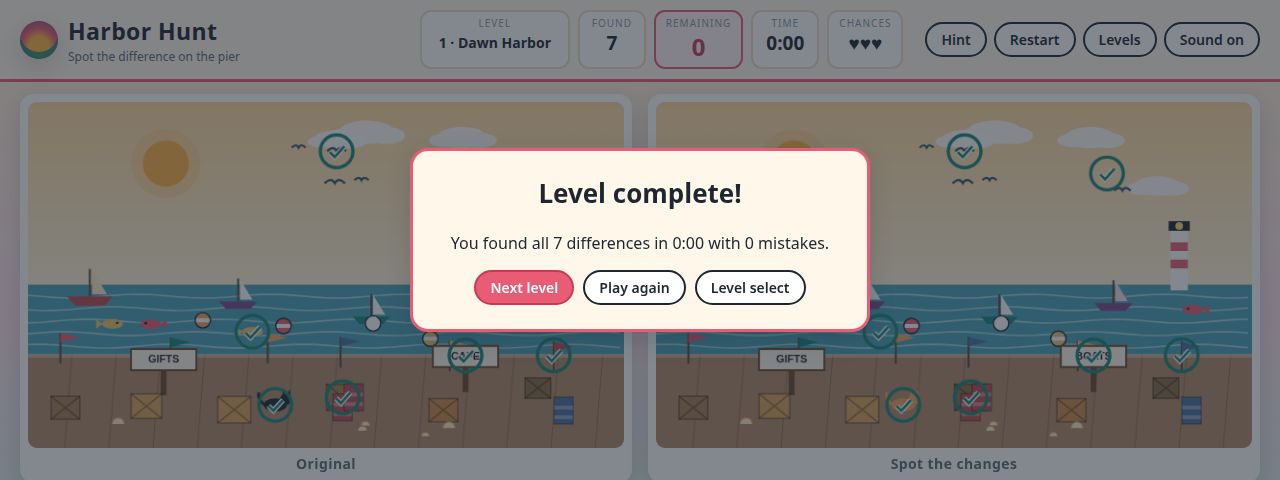 Harbor Hunt
Spot the difference on the pier
LEVEL
1 · Dawn Harbor
FOUND
7
REMAINING
0
TIME
0:00
CHANCES
♥♥♥
Hint
Restart
Levels
Sound on
Level complete!
You found all 7 differences in 0:00 with 0 mistakes.
Next level
Play again
Level select
GIFTS
GIFTS
Original
Spot the changes